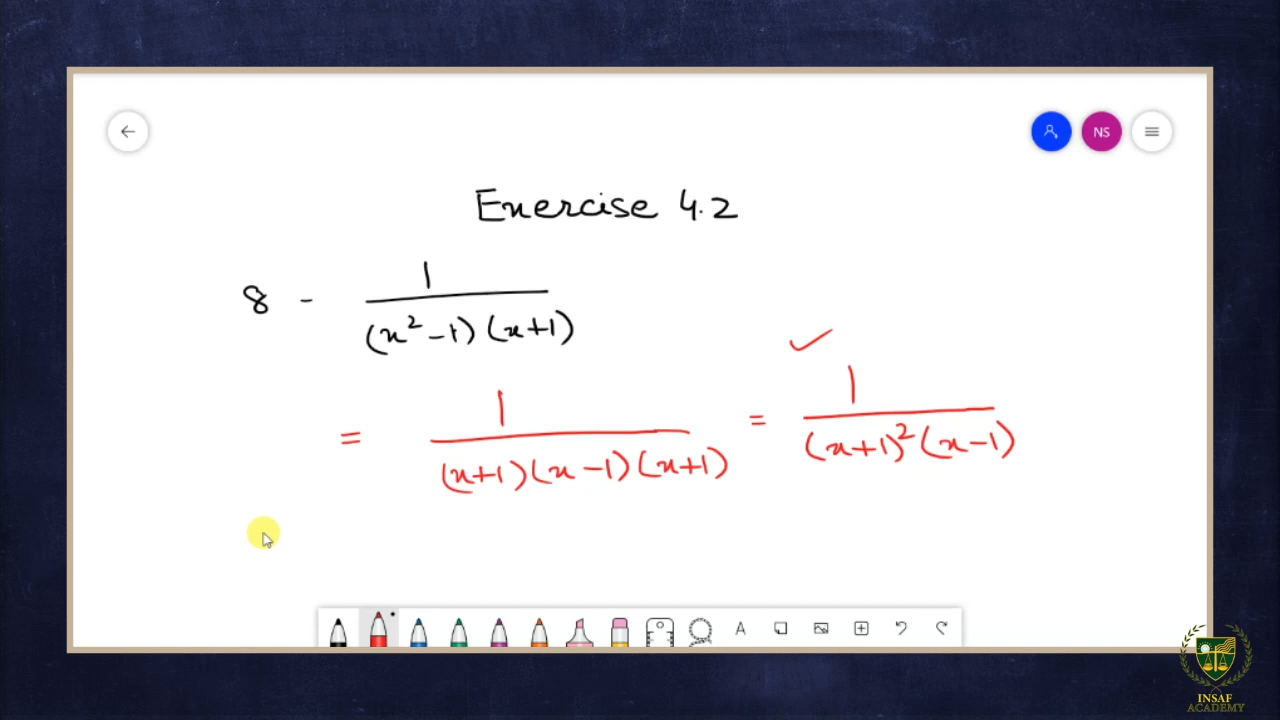 NS
Exercise 4.2
8 - 1/((x²-1)(x+1))
= 1/((x+1)(x-1)(x+1)) = 1/((x+1)²(x-1))
A
INSAF
ACADEMY